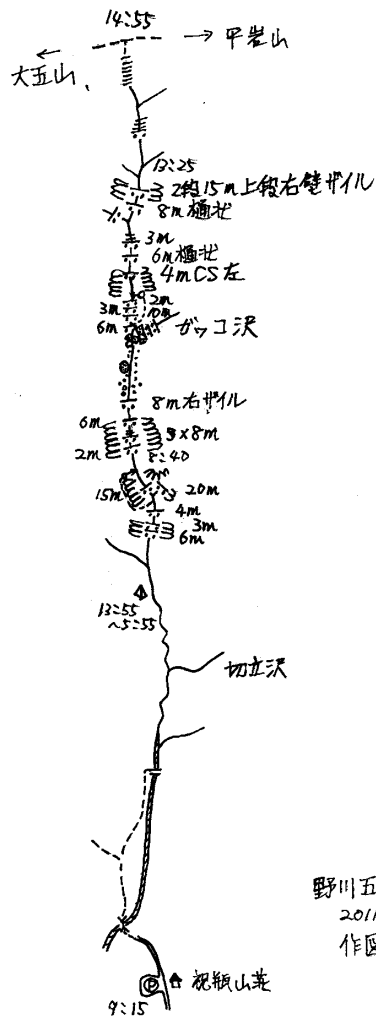 14:55
→ 平岩山
← 大五山
13:25
2段15m上段右壁ザイル
8m樋状
3m
6m樋状
4mCS左
2m
3m 10m
6m ガッコ沢
8m右ザイル
6m
5×8m
2m 8:40
15m 20m
4m
3m
6m
13:55
~5:55
切立沢
野川五
2011
作図
祝瓶山荘
P
9:15